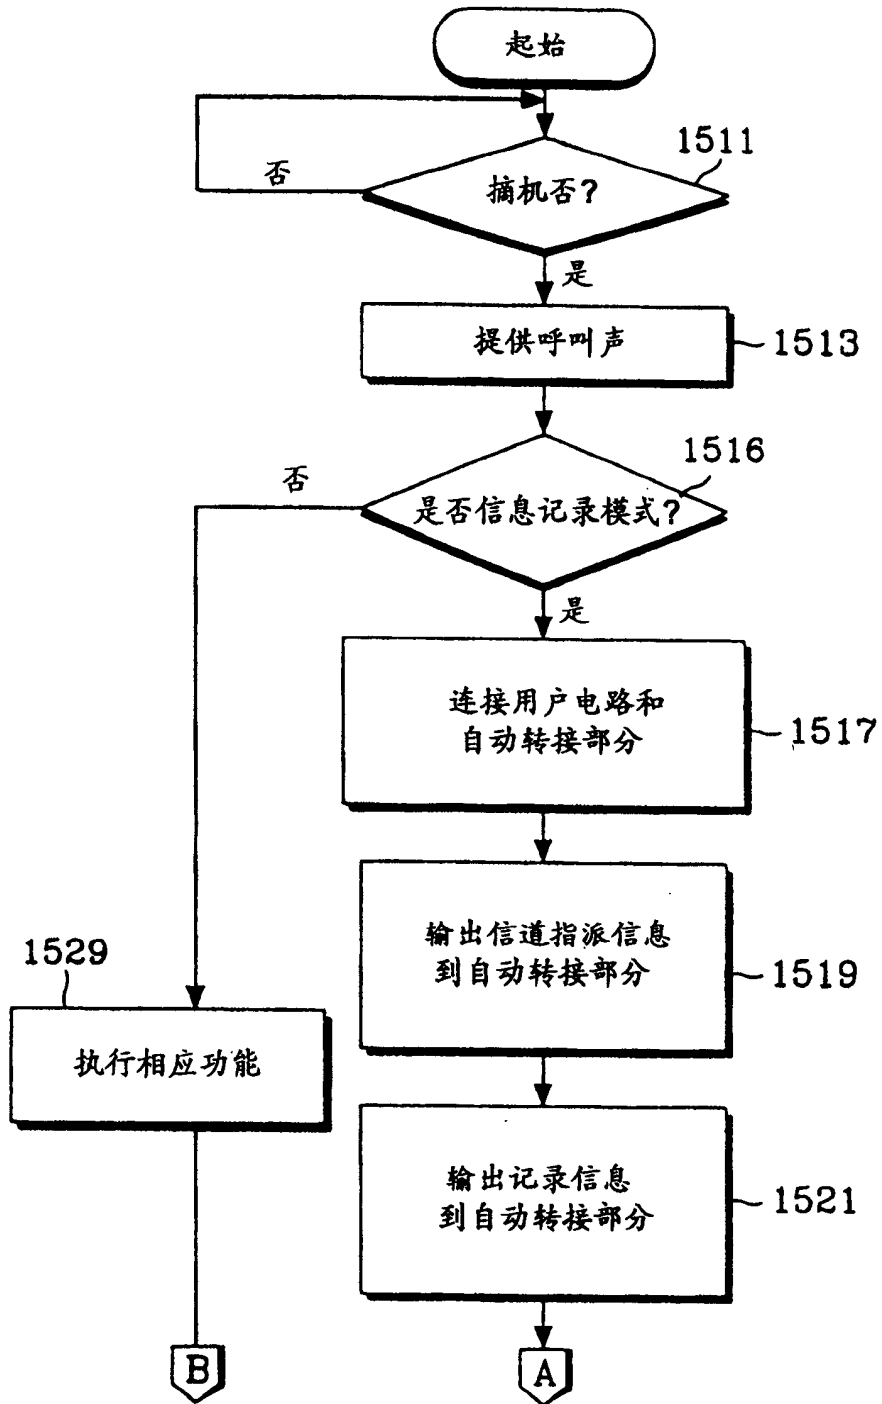 起始
1511
摘机否?
否
是
提供呼叫声
1513
1516
否
是否信息记录模式?
是
连接用户电路和
自动转接部分
1517
输出信道指派信息
到自动转接部分
1519
1529
执行相应功能
输出记录信息
到自动转接部分
1521
B
A